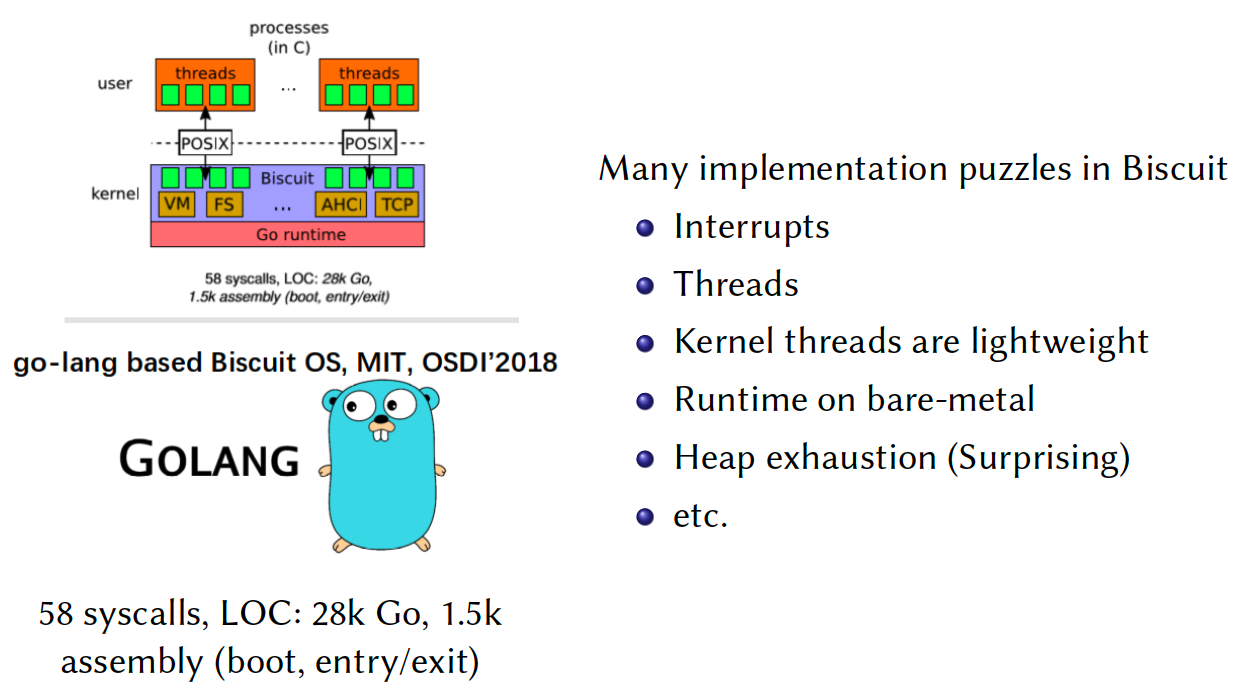 processes
(in C)
user
threads
...
threads
POSIX
POSIX
kernel
Biscuit
VM
FS
...
AHCI
TCP
Go runtime
58 syscalls, LOC: 28k Go,
1.5k assembly (boot, entry/exit)
go-lang based Biscuit OS, MIT, OSDI'2018
GOLANG
58 syscalls, LOC: 28k Go, 1.5k
assembly (boot, entry/exit)
Many implementation puzzles in Biscuit
Interrupts
Threads
Kernel threads are lightweight
Runtime on bare-metal
Heap exhaustion (Surprising)
etc.